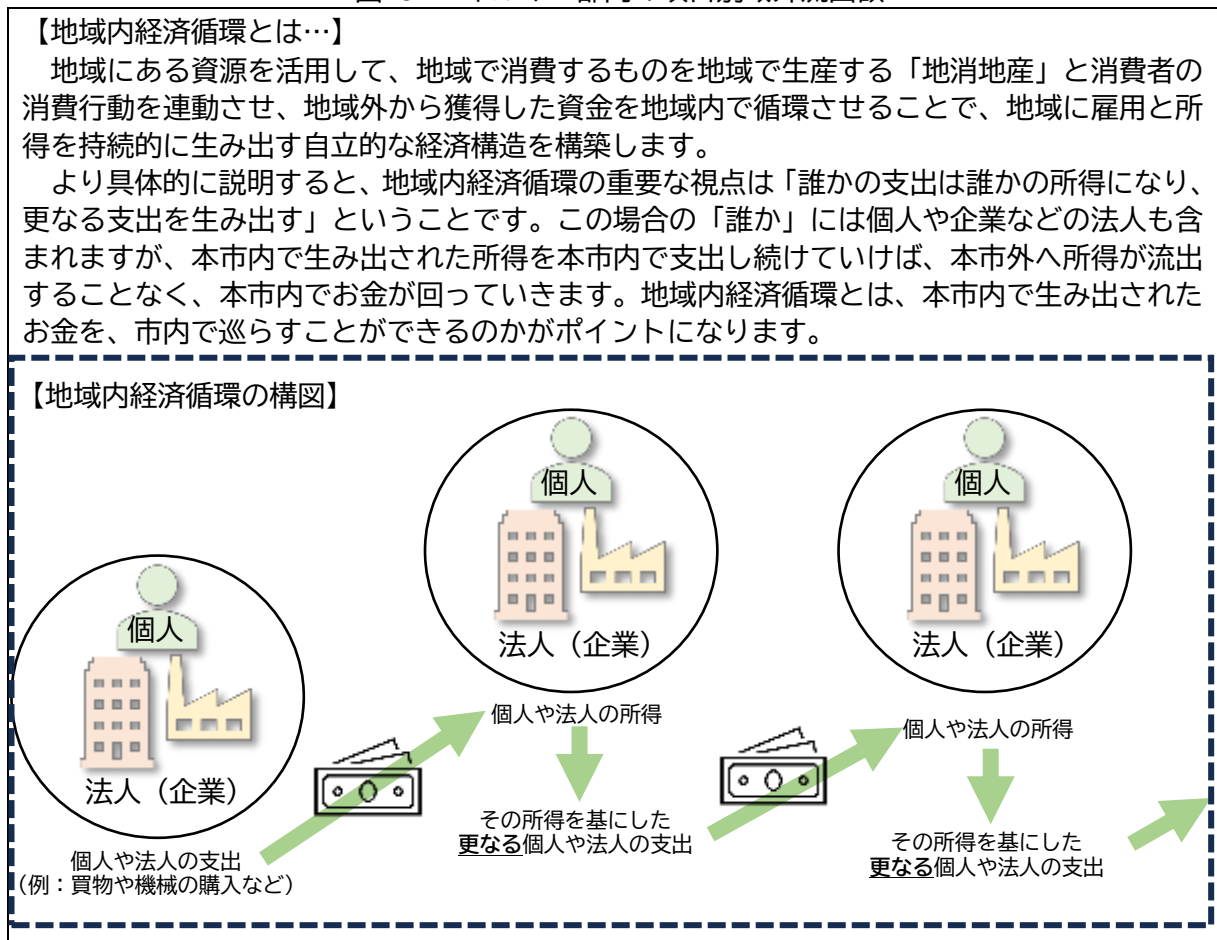 【地域内経済循環とは…】
　地域にある資源を活用して、地域で消費するものを地域で生産する「地消地産」と消費者の
消費行動を連動させ、地域外から獲得した資金を地域内で循環させることで、地域に雇用と所
得を持続的に生み出す自立的な経済構造を構築します。
　より具体的に説明すると、地域内経済循環の重要な視点は「誰かの支出は誰かの所得になり、
更なる支出を生み出す」ということです。この場合の「誰か」には個人や企業などの法人も含
まれますが、本市内で生み出された所得を本市内で支出し続けていけば、本市外へ所得が流出
することなく、本市内でお金が回っていきます。地域内経済循環とは、本市内で生み出された
お金を、市内で巡らすことができるのかがポイントになります。
【地域内経済循環の構図】
個人
法人（企業）
個人や法人の支出
（例：買物や機械の購入など）
個人
法人（企業）
個人や法人の所得
その所得を基にした
更なる個人や法人の支出
個人
法人（企業）
個人や法人の所得
その所得を基にした
更なる個人や法人の支出